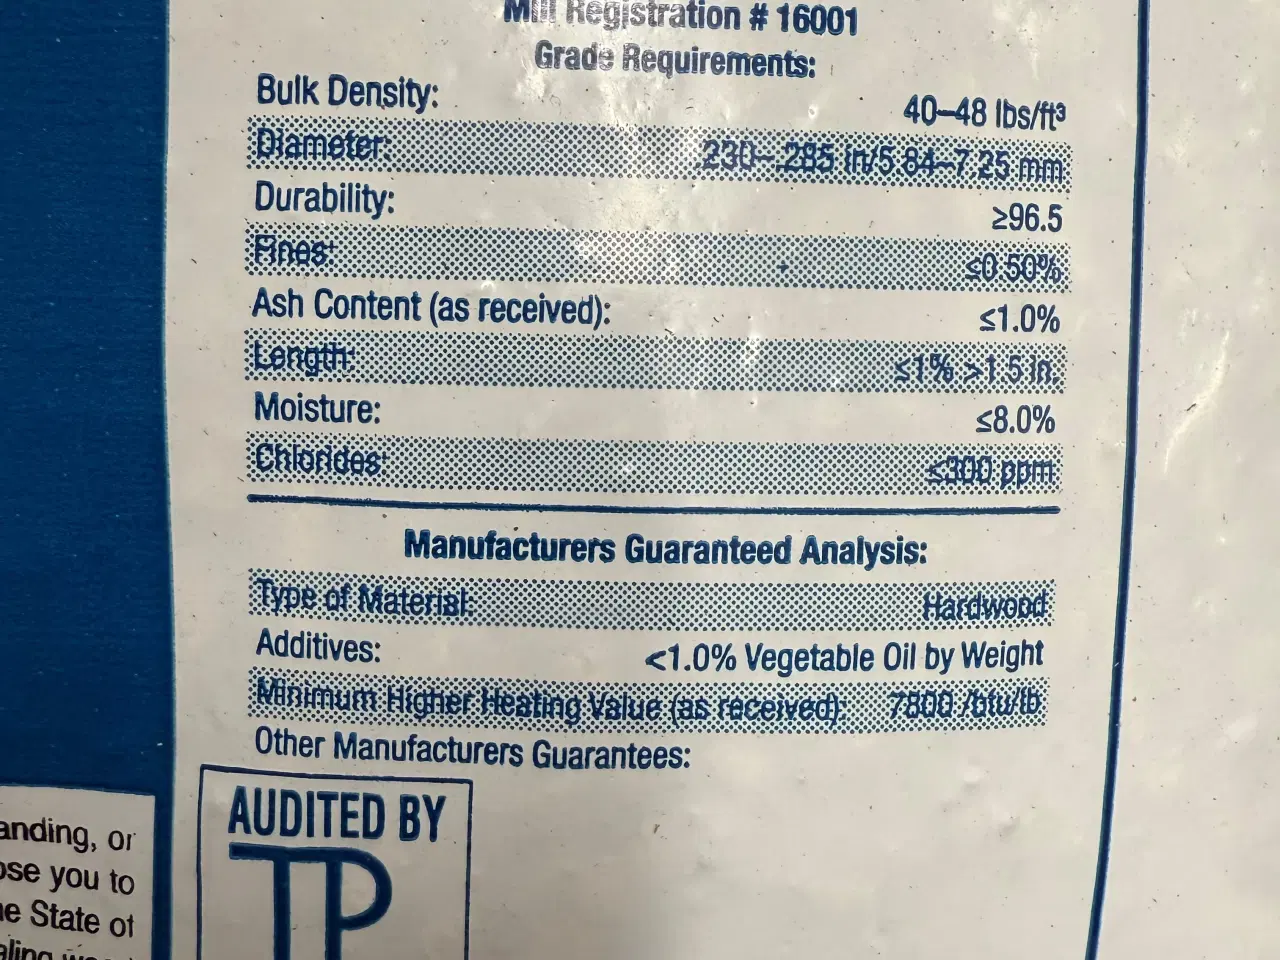 Mill Registration # 16001
Grade Requirements:
Bulk Density: 40–48 lbs/ft³
Diameter: .230–.285 in/5.84–7.25 mm
Durability: ≥96.5
Fines: ≤0.50%
Ash Content (as received): ≤1.0%
Length: ≤1% >1.5 in.
Moisture: ≤8.0%
Chlorides: ≤300 ppm
Manufacturers Guaranteed Analysis:
Type of Material: Hardwood
Additives: <1.0% Vegetable Oil by Weight
Minimum Higher Heating Value (as received): 7800 /btu/lb
Other Manufacturers Guarantees:
AUDITED BY
TP
anding, or
ose you to
State of